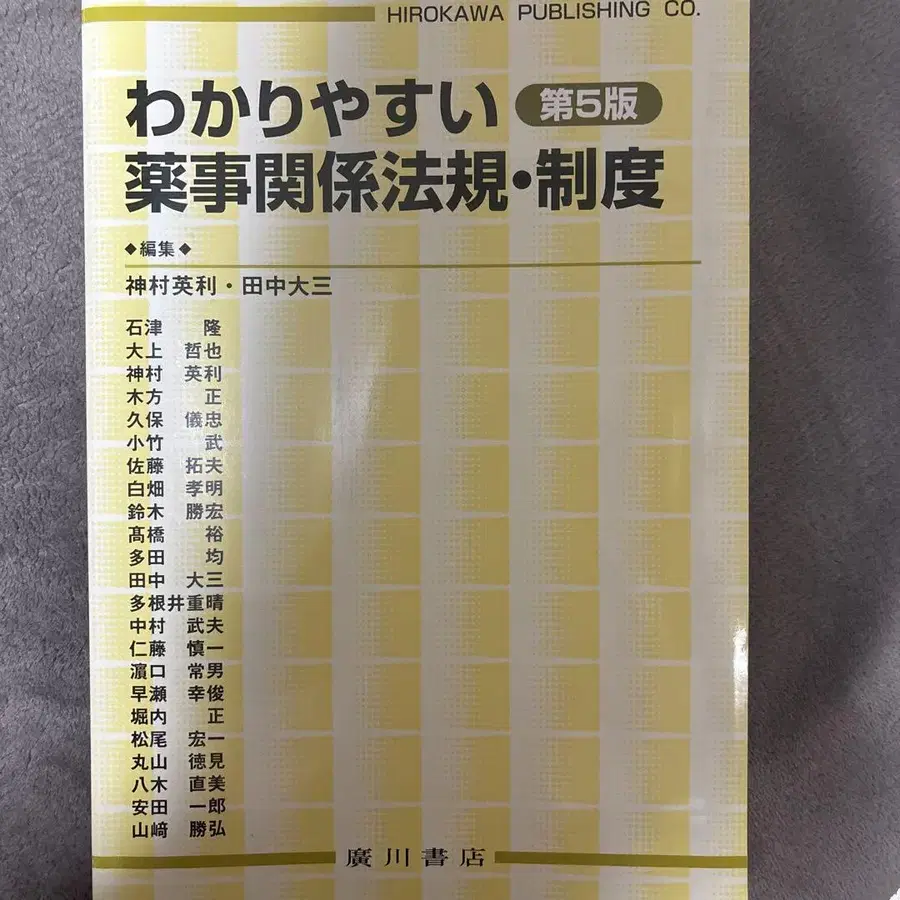 HIROKAWA PUBLISHING CO.
わかりやすい 第5版
薬事関係法規・制度
◆編集◆
神村英利・田中大三
石津 隆
大上 哲也
神村 英利
木方 正
久保 儀忠
小竹 武
佐藤 拓夫
白畑 孝明
鈴木 勝宏
髙橋 裕
多田 均
田中 大三
多根井重晴
中村 武夫
仁藤 慎一
濵口 常男
早瀬 幸俊
堀内 正
松尾 宏一
丸山 徳見
八木 直美
安田 一郎
山﨑 勝弘
廣川書店